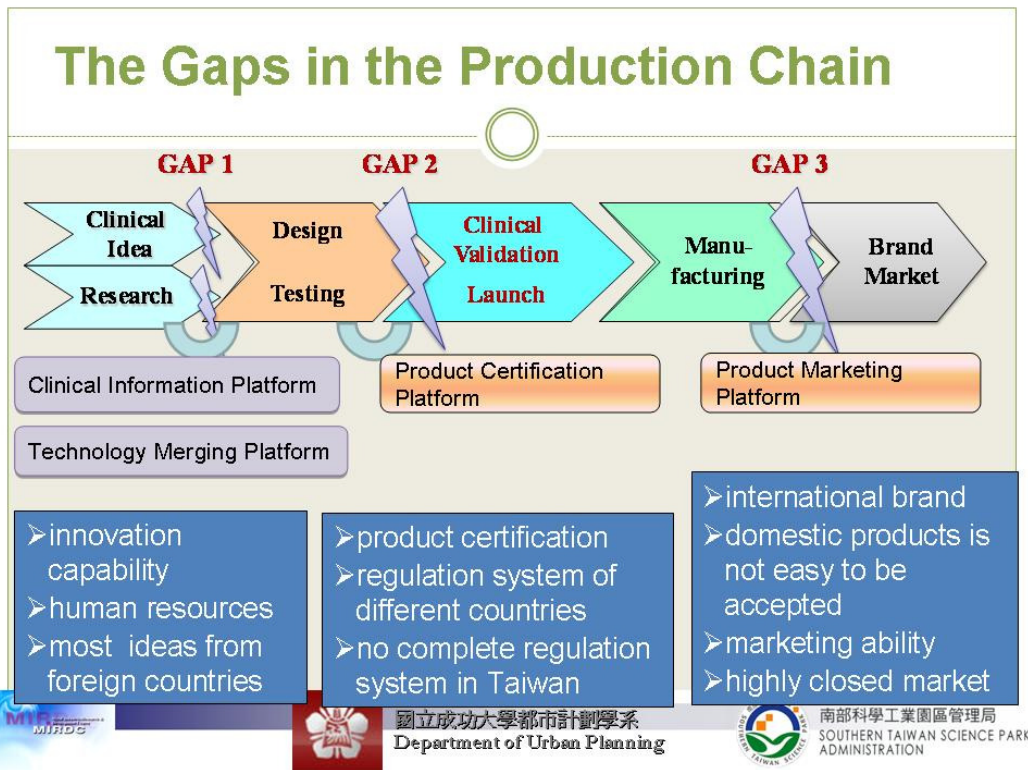 The Gaps in the Production Chain
GAP 1
GAP 2
GAP 3
Clinical
Idea
Research
Design
Testing
Clinical
Validation
Launch
Manu-
facturing
Brand
Market
Clinical Information Platform
Technology Merging Platform
Product Certification
Platform
Product Marketing
Platform
➢innovation
capability
➢human resources
➢most ideas from
foreign countries
➢product certification
➢regulation system of
different countries
➢no complete regulation
system in Taiwan
➢international brand
➢domestic products is
not easy to be
accepted
➢marketing ability
➢highly closed market
MIRDC
國立成功大學都市計劃學系
Department of Urban Planning
南部科學工業園區管理局
SOUTHERN TAIWAN SCIENCE PARK
ADMINISTRATION